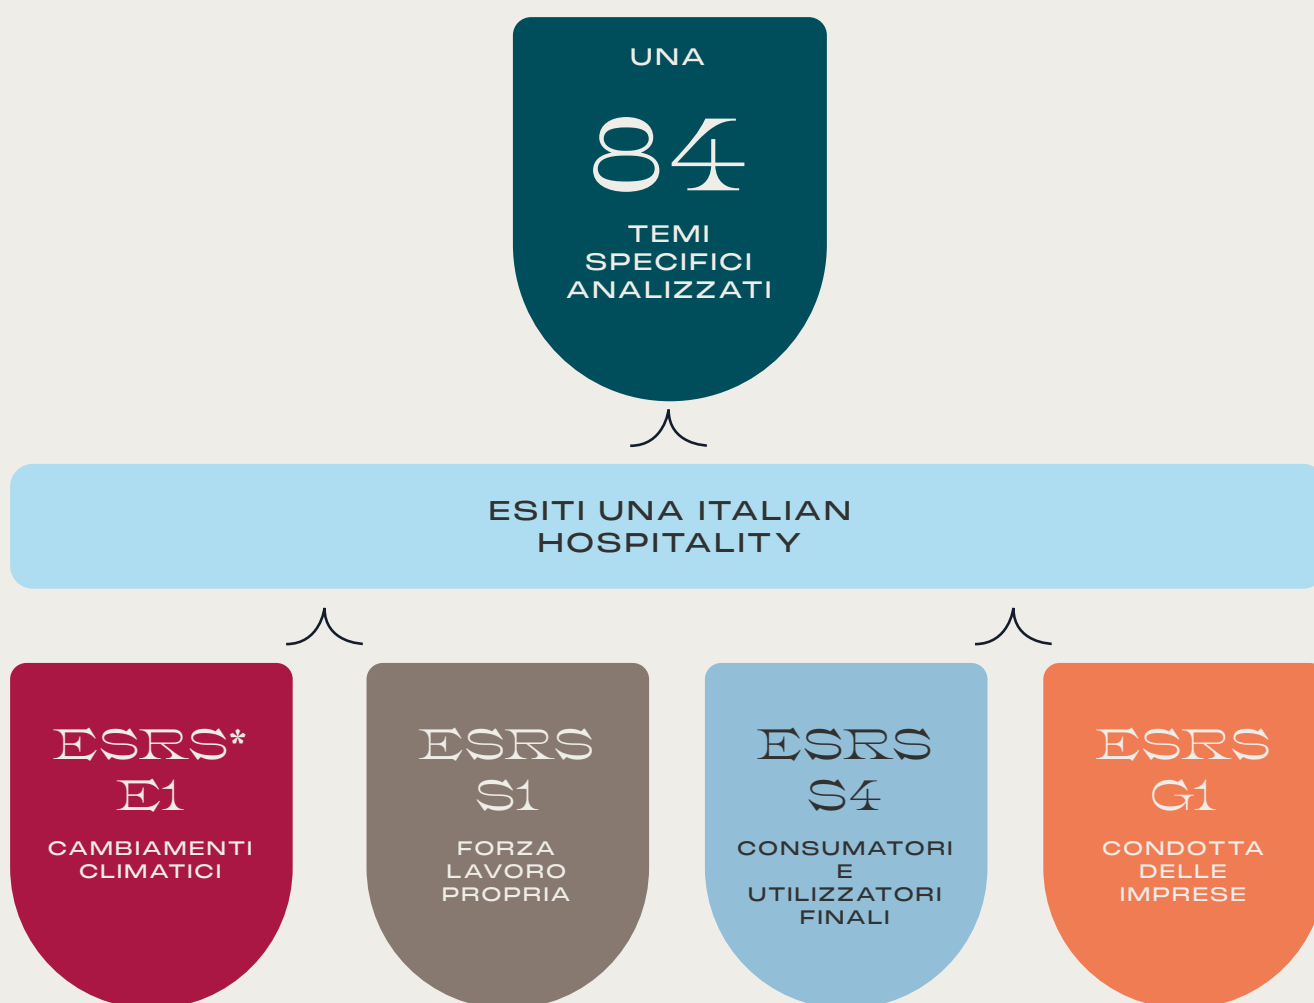 UNA
84
TEMI
SPECIFICI
ANALIZZATI
ESITI UNA ITALIAN
HOSPITALITY
ESRS*
E1
CAMBIAMENTI
CLIMATICI
ESRS
S1
FORZA
LAVORO
PROPRIA
ESRS
S4
CONSUMATORI
E
UTILIZZATORI
FINALI
ESRS
G1
CONDOTTA
DELLE
IMPRESE